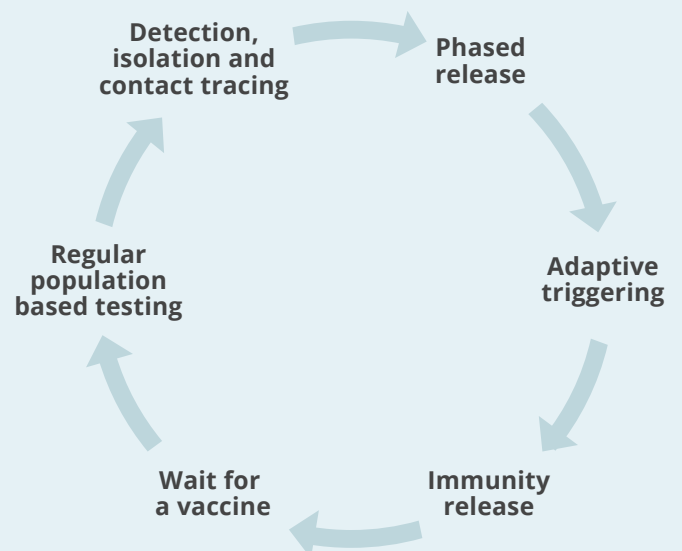 Detection,
isolation and
contact tracing
Phased
release
Adaptive
triggering
Immunity
release
Wait for
a vaccine
Regular
population
based testing